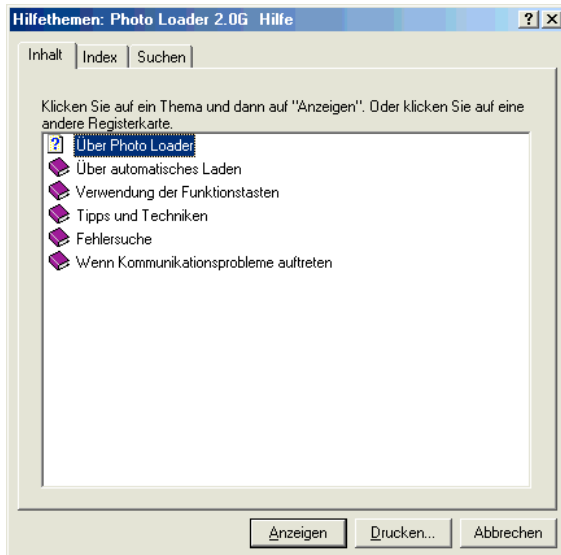 Hilfethemen: Photo Loader 2.0G Hilfe
Inhalt Index Suchen
Klicken Sie auf ein Thema und dann auf "Anzeigen". Oder klicken Sie auf eine
andere Registerkarte.
Über Photo Loader
Über automatisches Laden
Verwendung der Funktionstasten
Tipps und Techniken
Fehlersuche
Wenn Kommunikationsprobleme auftreten
Anzeigen Drucken... Abbrechen